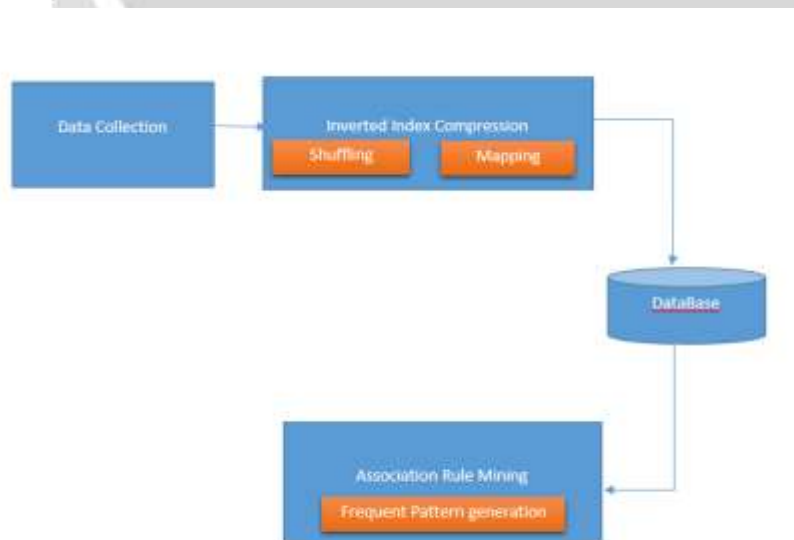 Data Collection
Inverted Index Compression
Shuffling
Mapping
DataBase
Association Rule Mining
Frequent Pattern generation